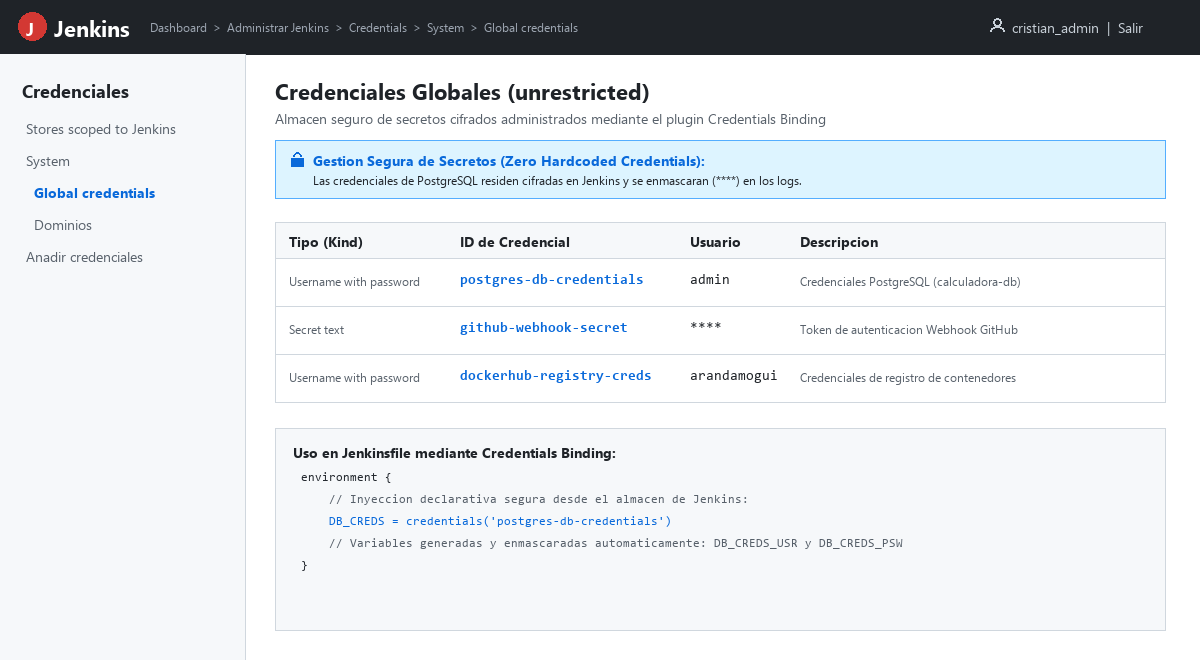 J Jenkins Dashboard > Administrar Jenkins > Credentials > System > Global credentials cristian_admin | Salir
Credenciales
Stores scoped to Jenkins
System
Global credentials
Dominios
Anadir credenciales
Credenciales Globales (unrestricted)
Almacen seguro de secretos cifrados administrados mediante el plugin Credentials Binding
Gestion Segura de Secretos (Zero Hardcoded Credentials):
Las credenciales de PostgreSQL residen cifradas en Jenkins y se enmascaran (****) en los logs.
Tipo (Kind) ID de Credencial Usuario Descripcion
Username with password postgres-db-credentials admin Credenciales PostgreSQL (calculadora-db)
Secret text github-webhook-secret **** Token de autenticacion Webhook GitHub
Username with password dockerhub-registry-creds arandamogui Credenciales de registro de contenedores
Uso en Jenkinsfile mediante Credentials Binding:
environment {
// Inyeccion declarativa segura desde el almacen de Jenkins:
DB_CREDS = credentials('postgres-db-credentials')
// Variables generadas y enmascaradas automaticamente: DB_CREDS_USR y DB_CREDS_PSW
}